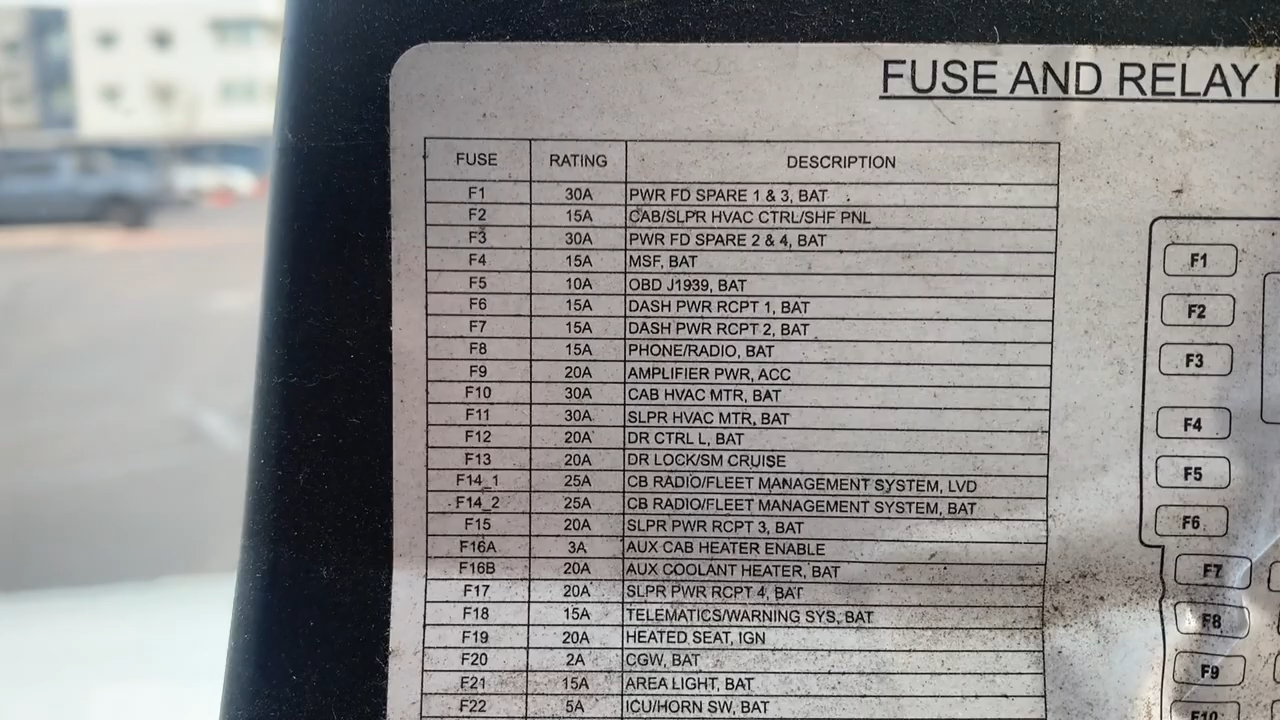 FUSE AND RELAY
FUSE RATING DESCRIPTION
F1 30A PWR FD SPARE 1 & 3, BAT
F2 15A CAB/SLPR HVAC CTRL/SHF PNL
F3 30A PWR FD SPARE 2 & 4, BAT
F4 15A MSF, BAT
F5 10A OBD J1939, BAT
F6 15A DASH PWR RCPT 1, BAT
F7 15A DASH PWR RCPT 2, BAT
F8 15A PHONE/RADIO, BAT
F9 20A AMPLIFIER PWR, ACC
F10 30A CAB HVAC MTR, BAT
F11 30A SLPR HVAC MTR, BAT
F12 20A DR CTRL L, BAT
F13 20A DR LOCK/SM CRUISE
F14_1 25A CB RADIO/FLEET MANAGEMENT SYSTEM, LVD
F14_2 25A CB RADIO/FLEET MANAGEMENT SYSTEM, BAT
F15 20A SLPR PWR RCPT 3, BAT
F16A 3A AUX CAB HEATER ENABLE
F16B 20A AUX COOLANT HEATER, BAT
F17 20A SLPR PWR RCPT 4, BAT
F18 15A TELEMATICS/WARNING SYS, BAT
F19 20A HEATED SEAT, IGN
F20 2A CGW, BAT
F21 15A AREA LIGHT, BAT
F22 5A ICU/HORN SW, BAT
F1
F2
F3
F4
F5
F6
F7
F8
F9
F10